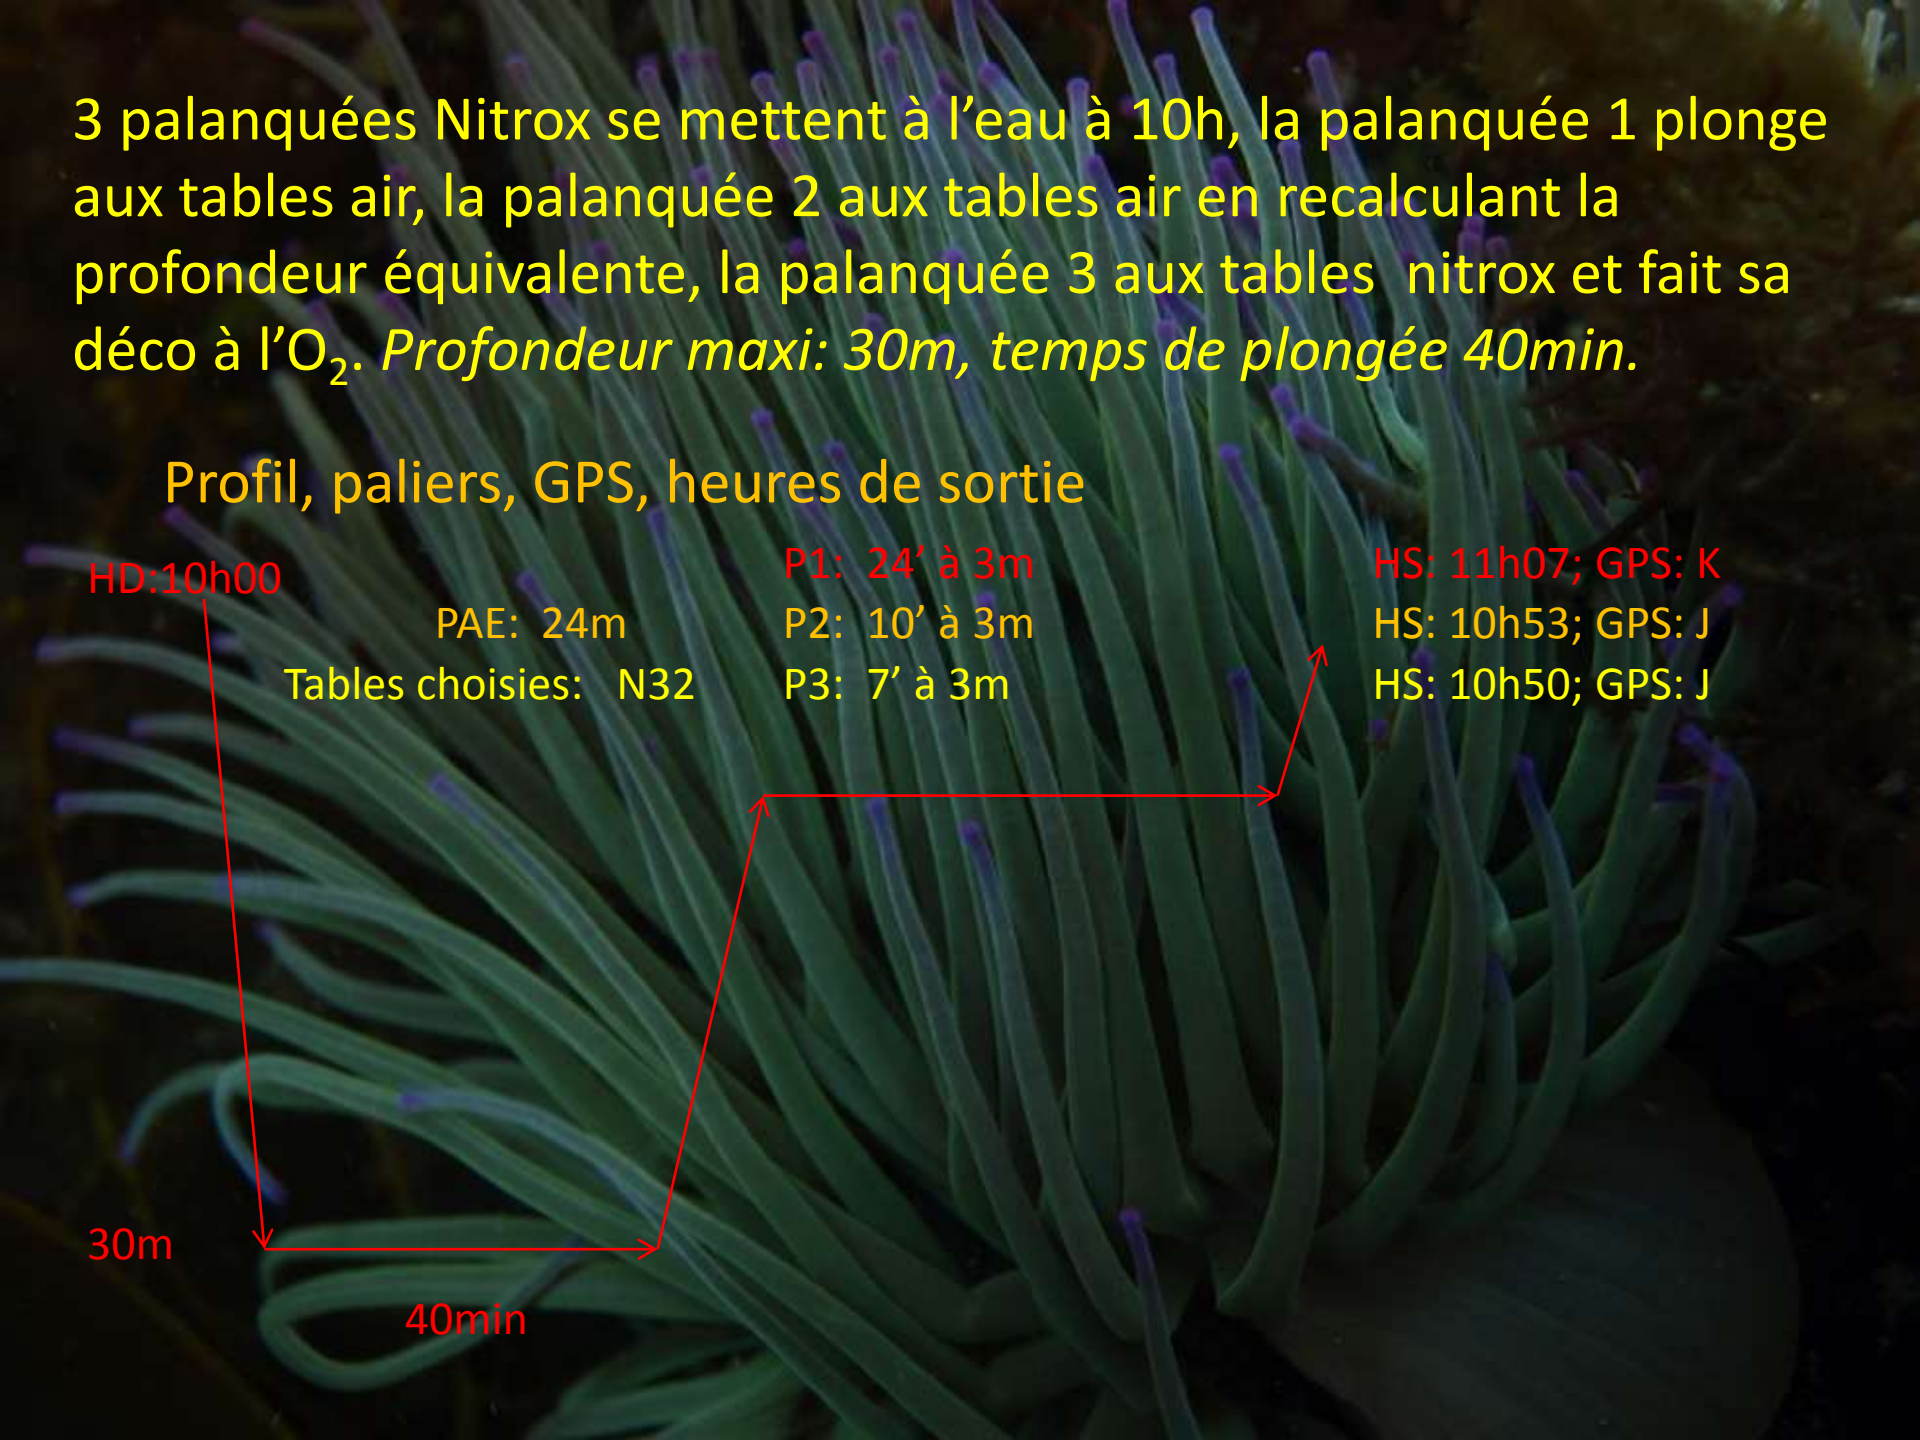 3 palanquées Nitrox se mettent à l’eau à 10h, la palanquée 1 plonge
aux tables air, la palanquée 2 aux tables air en recalculant la
profondeur équivalente, la palanquée 3 aux tables  nitrox et fait sa
déco à l’O₂. Profondeur maxi: 30m, temps de plongée 40min.
Profil, paliers, GPS, heures de sortie
HD:10h00
P1:  24’ à 3m
HS: 11h07; GPS: K
PAE:  24m
P2:  10’ à 3m
HS: 10h53; GPS: J
Tables choisies:   N32
P3:  7’ à 3m
HS: 10h50; GPS: J
30m
40min